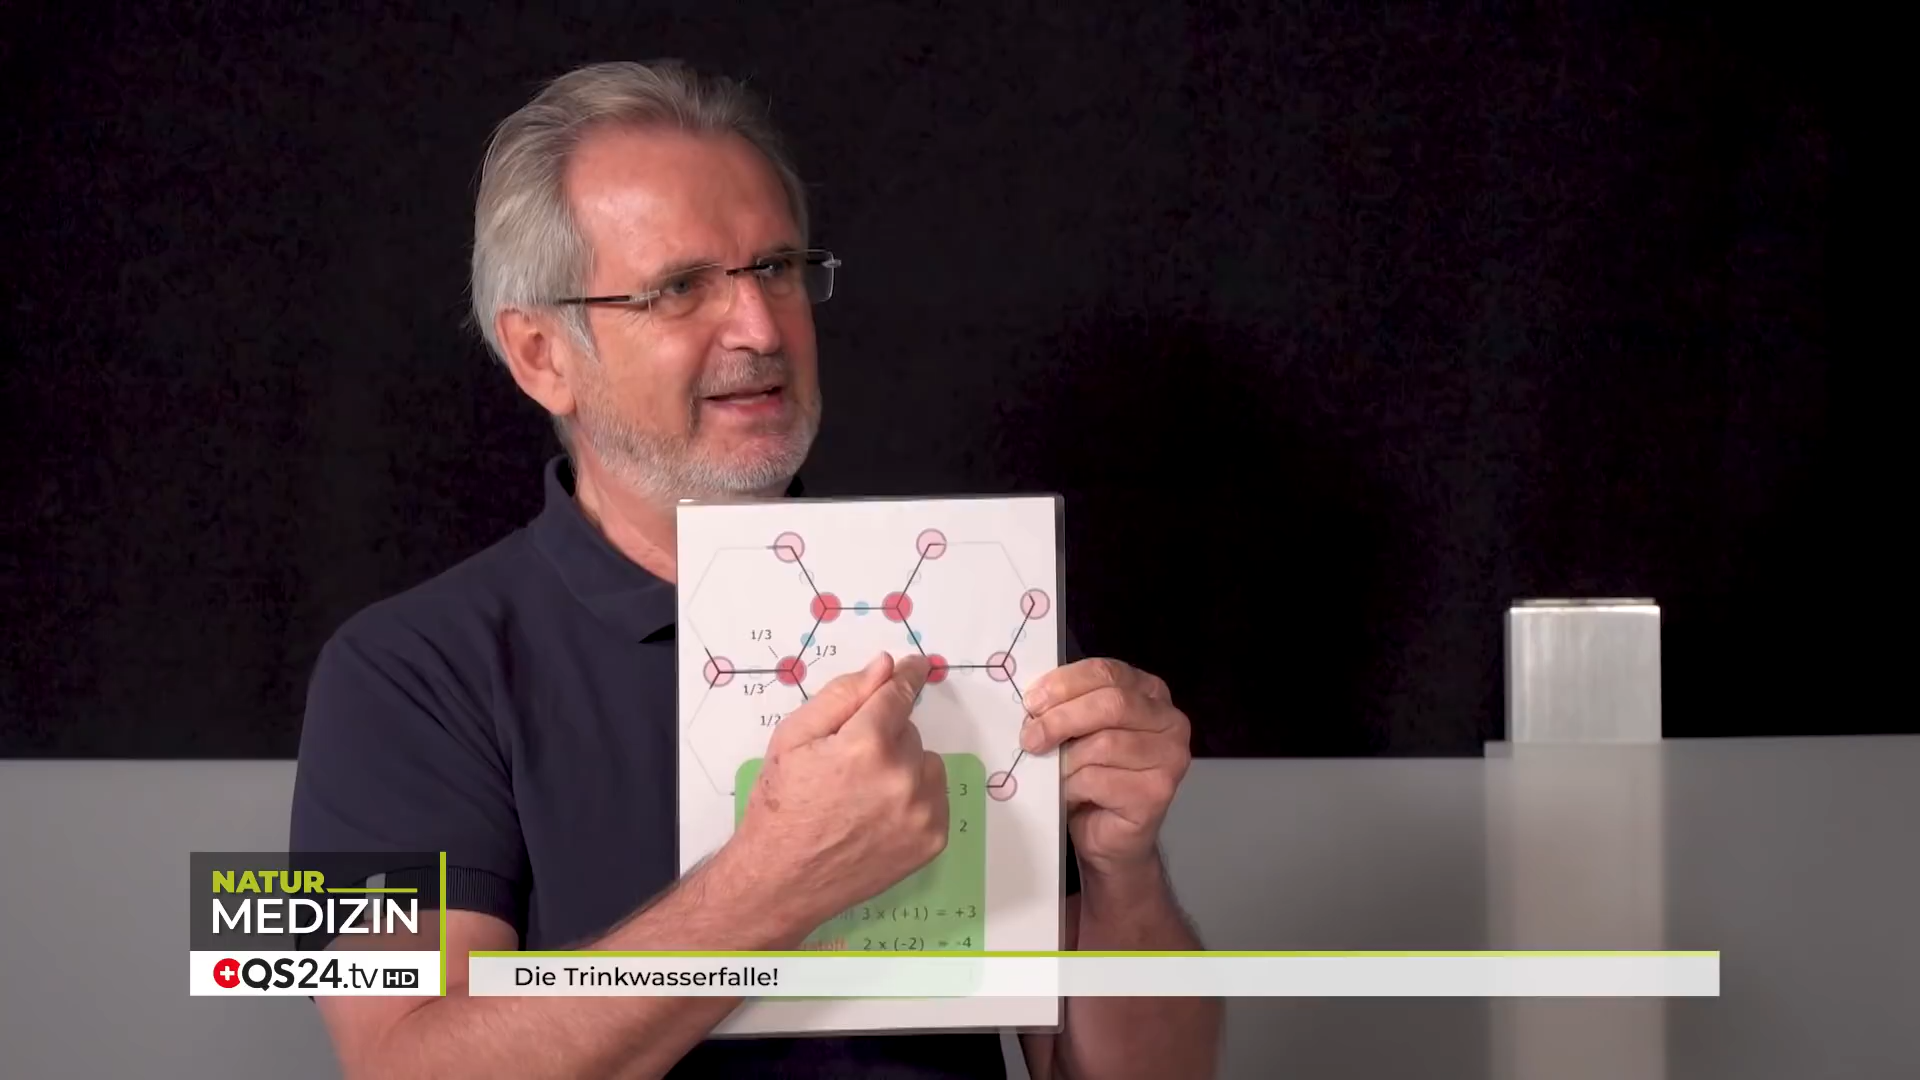 1/3
1/3
1/3
1/2
= 3
2
3 x (+1) = +3
2 x (-2) = -4
NATUR
MEDIZIN
QS24.tv HD
Die Trinkwasserfalle!